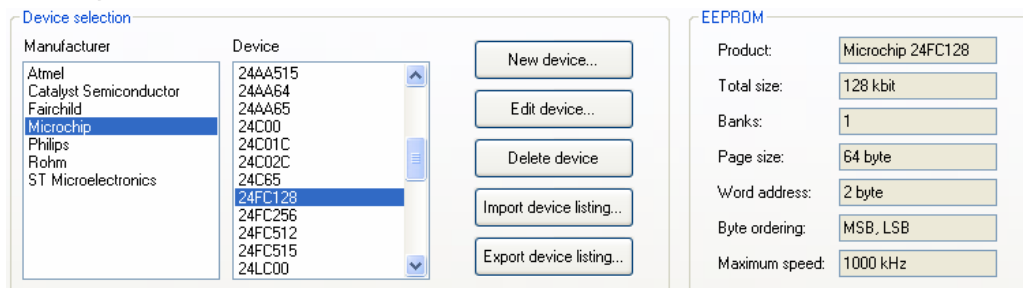 Device selection
Manufacturer
Atmel
Catalyst Semiconductor
Fairchild
Microchip
Philips
Rohm
ST Microelectronics
Device
24AA515
24AA64
24AA65
24C00
24C01C
24C02C
24C65
24FC128
24FC256
24FC512
24FC515
24LC00
New device...
Edit device...
Delete device
Import device listing...
Export device listing...
EEPROM
Product: Microchip 24FC128
Total size: 128 kbit
Banks: 1
Page size: 64 byte
Word address: 2 byte
Byte ordering: MSB, LSB
Maximum speed: 1000 kHz